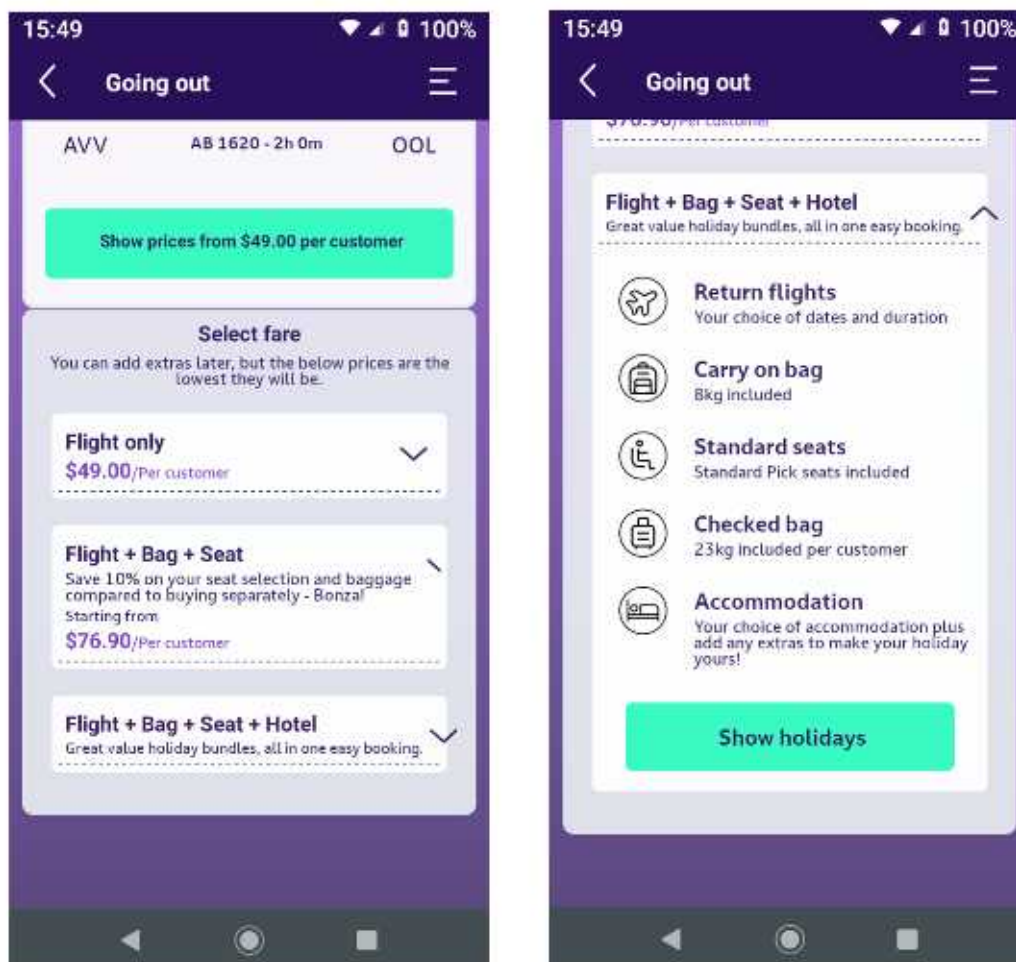 15:49
100%
Going out
AVV
AB 1620 - 2h 0m
OOL
Show prices from $49.00 per customer
Select fare
You can add extras later, but the below prices are the
lowest they will be.
Flight only
$49.00/Per customer
Flight + Bag + Seat
Save 10% on your seat selection and baggage
compared to buying separately - Bonza!
Starting from
$76.90/Per customer
Flight + Bag + Seat + Hotel
Great value holiday bundles, all in one easy booking.
15:49
100%
Going out
$76.90/Per customer
Flight + Bag + Seat + Hotel
Great value holiday bundles, all in one easy booking.
Return flights
Your choice of dates and duration
Carry on bag
8kg included
Standard seats
Standard Pick seats included
Checked bag
23kg included per customer
Accommodation
Your choice of accommodation plus
add any extras to make your holiday
yours!
Show holidays